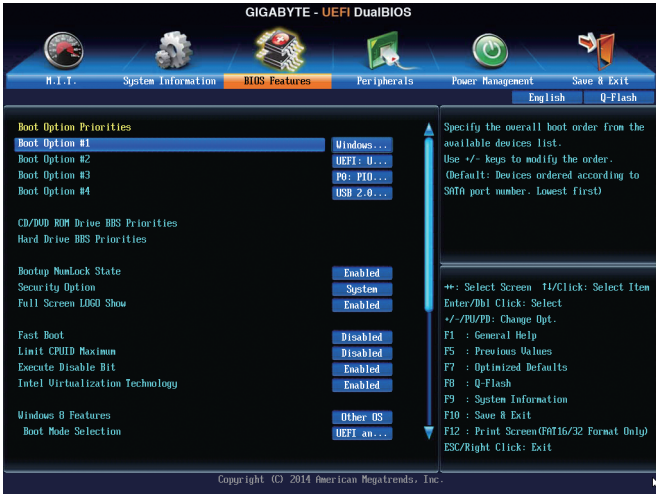 GIGABYTE - UEFI DualBIOS
M.I.T.
System Information
BIOS Features
Peripherals
Power Management
Save & Exit
English
Q-Flash
Boot Option Priorities
Boot Option #1 Windows...
Boot Option #2 UEFI: U...
Boot Option #3 P0: PIO...
Boot Option #4 USB 2.0...
CD/DVD ROM Drive BBS Priorities
Hard Drive BBS Priorities
Bootup NumLock State Enabled
Security Option System
Full Screen LOGO Show Enabled
Fast Boot Disabled
Limit CPUID Maximum Disabled
Execute Disable Bit Enabled
Intel Virtualization Technology Enabled
Windows 8 Features Other OS
Boot Mode Selection UEFI an...
Specify the overall boot order from the
available devices list.
Use +/- keys to modify the order.
(Default: Devices ordered according to
SATA port number. Lowest first)
→←: Select Screen ↑↓/Click: Select Item
Enter/Dbl Click: Select
+/-/PU/PD: Change Opt.
F1 : General Help
F5 : Previous Values
F7 : Optimized Defaults
F8 : Q-Flash
F9 : System Information
F10 : Save & Exit
F12 : Print Screen(FAT16/32 Format Only)
ESC/Right Click: Exit
Copyright (C) 2014 American Megatrends, Inc.